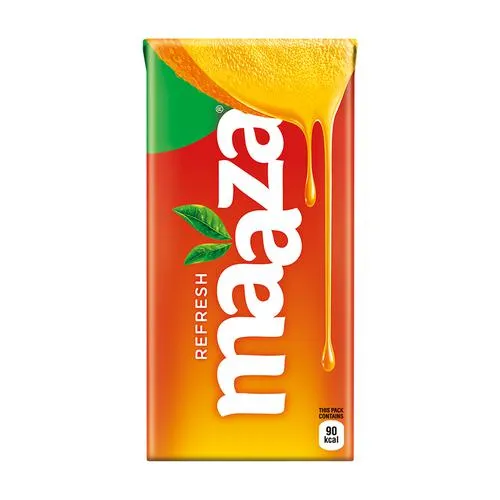 REFRESH
maaza®
THIS PACK
CONTAINS
90
kcal